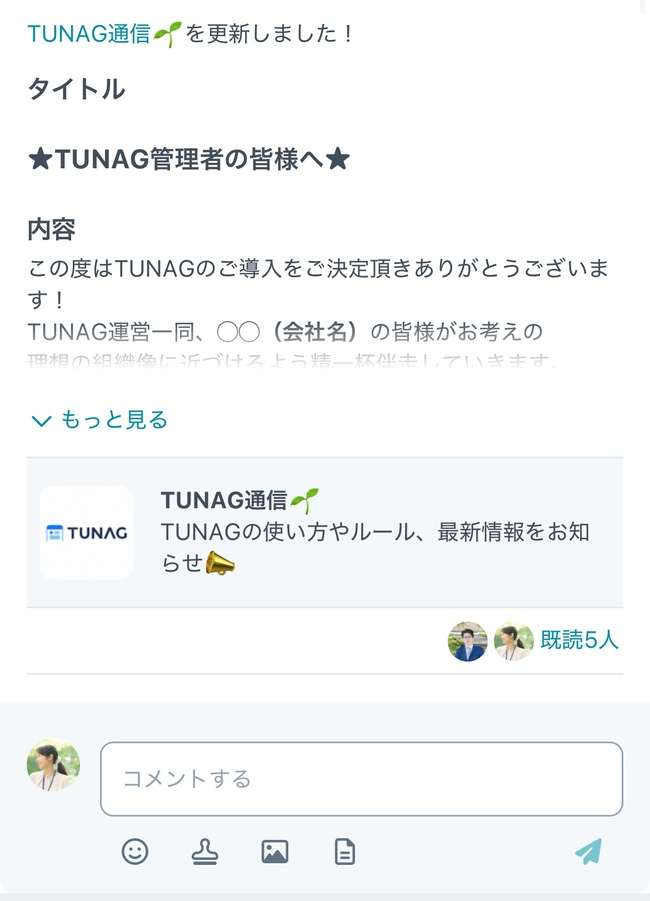 TUNAG通信🌱を更新しました！
タイトル
★TUNAG管理者の皆様へ★
内容
この度はTUNAGのご導入をご決定頂きありがとうございま
す！
TUNAG運営一同、◯◯（会社名）の皆様がお考えの
理想の組織像に近づけるよう精一杯伴走していきます。
もっと見る
TUNAG
TUNAG通信🌱
TUNAGの使い方やルール、最新情報をお知
らせ📣
既読5人
コメントする